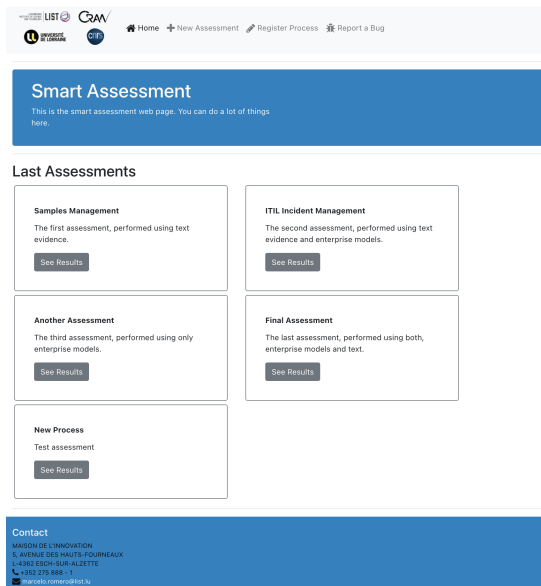 LIST
CRAN
UNIVERSITÉ
DE LORRAINE
cnrs
Home New Assessment Register Process Report a Bug
Smart Assessment
This is the smart assessment web page. You can do a lot of things
here.
Last Assessments
Samples Management
The first assessment, performed using text
evidence.
See Results
ITIL Incident Management
The second assessment, performed using text
evidence and enterprise models.
See Results
Another Assessment
The third assessment, performed using only
enterprise models.
See Results
Final Assessment
The last assessment, performed using both,
enterprise models and text.
See Results
New Process
Test assessment
See Results
Contact
MAISON DE L'INNOVATION
5, AVENUE DES HAUTS-FOURNEAUX
L-4362 ESCH-SUR-ALZETTE
+352 275 888 - 1
marcelo.romero@list.lu